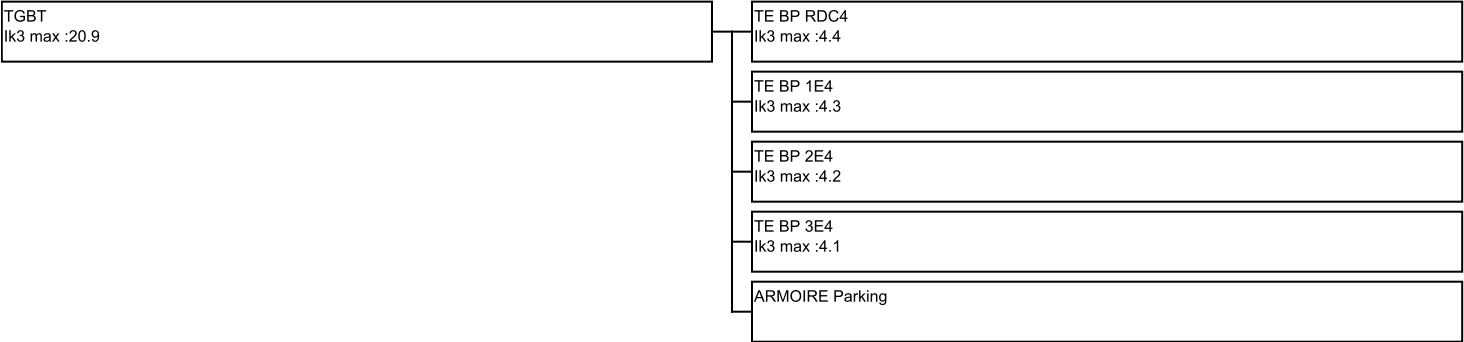 TGBT
Ik3 max :20.9
TE BP RDC4
Ik3 max :4.4
TE BP 1E4
Ik3 max :4.3
TE BP 2E4
Ik3 max :4.2
TE BP 3E4
Ik3 max :4.1
ARMOIRE Parking